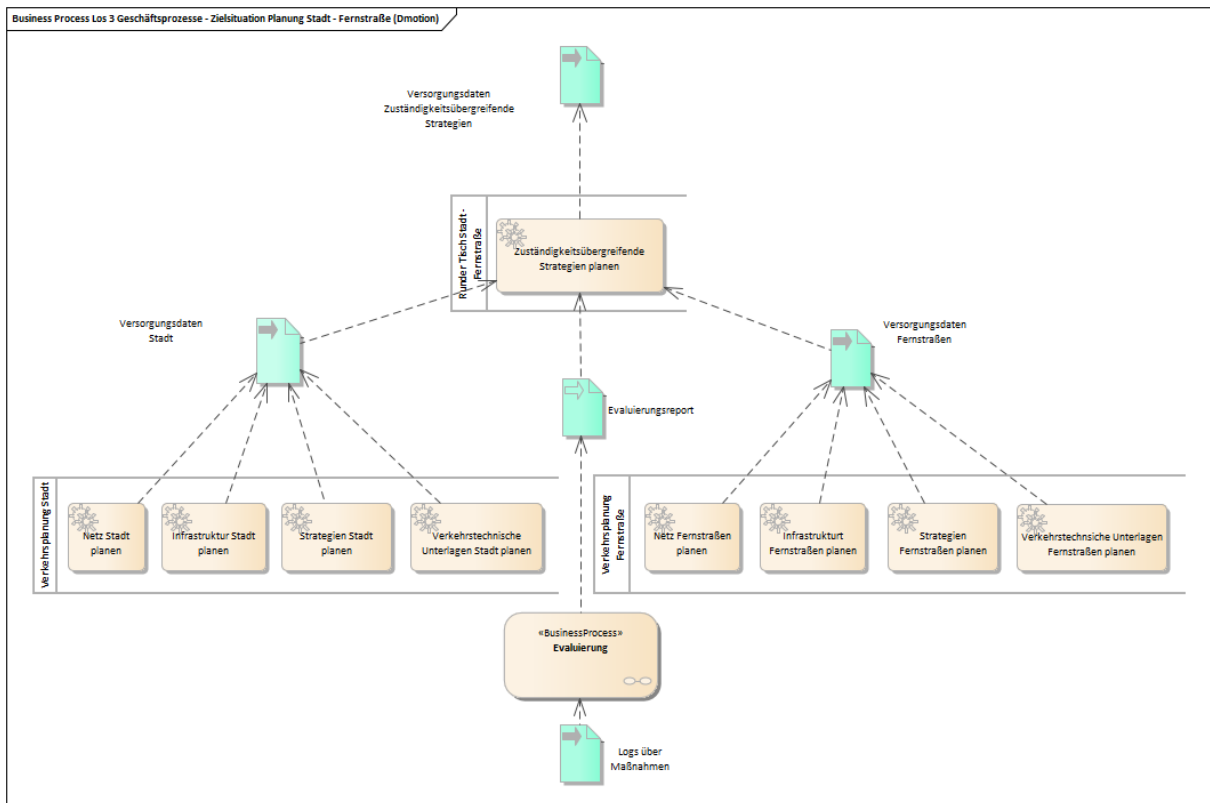 Business Process Los 3 Geschäftsprozesse - Zielsituation Planung Stadt - Fernstraße (Dmotion)
Versorgungsdaten
Zuständigkeitsübergreifende
Strategien
Runder Tisch Stadt -
Fernstraße
Zuständigkeitsübergreifende
Strategien planen
Versorgungsdaten
Stadt
Versorgungsdaten
Fernstraßen
Evaluierungsreport
Verkehrsplanung Stadt
Netz Stadt
planen
Infrastruktur Stadt
planen
Strategien Stadt
planen
Verkehrstechnische
Unterlagen Stadt planen
Verkehrsplanung
Fernstraße
Netz Fernstraßen
planen
Infrastrukturt
Fernstraßen planen
Strategien
Fernstraßen planen
Verkehrstechnsiche Unterlagen
Fernstraßen planen
«BusinessProcess»
Evaluierung
Logs über
Maßnahmen